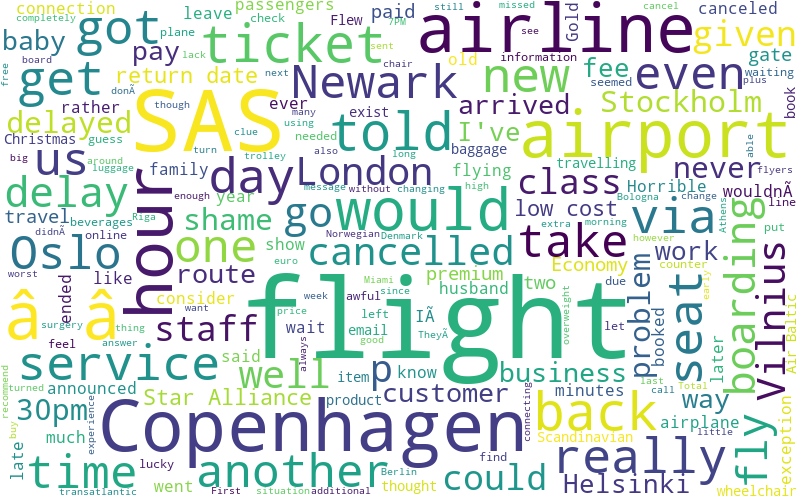 connection
completely
passengers
leave
check
plane
lack
got
baby
ticket
paid
7PM
sent
Flew
still
missed
airline
see
information
board
chair
Gold
cancel
canceled
given
gate
waiting
plus
free
get
pay
return date
donÃ
next
Newark
old
new
fee
even
seemed
book
delayed
though
rather
ever
many
using
exist
arrived
Stockholm
SAS
told
I've
airport
Christmas
guess
turn
clue
needed
also
baggage
flying
never
able
big
us
around
luggage
family
trolley
long
travelling
flyers
hour
day
London
message
without
changing
high
class
Horrible
wouldnÃ
line
delay
enough
year
would
low cost
Bologna
change
Athens
travel
beverages
Riga
shame
go
Norwegian
Denmark
extra
morning
via
put
didnÃ
online
Oslo
one
show
cancelled
take
however
work
boarding
worst
like
route
euro
premium
Economy
counter
early
Air Baltic
ended
consider
Miami
since
husband
two
due
problem
â â
want
week
awful
flight
overweight
surgery
thing
staff
price
left
IÃ
let
booked
seat
Vilnius
feel
answer
wait
email
TheyÃ
good
always
later
service
said
well
item
p
know
business
last
call
Total
announced
turned
Star Alliance
product
customer
minutes
way
airplane
little
30pm
much
experience
Copenhagen
connecting
back
fly
exception
recommend
buy
late
lucky
find
Scandinavian
really
time
went
another
Berlin
thought
could
Helsinki
wheelchair
transatlantic
First
situation
additional